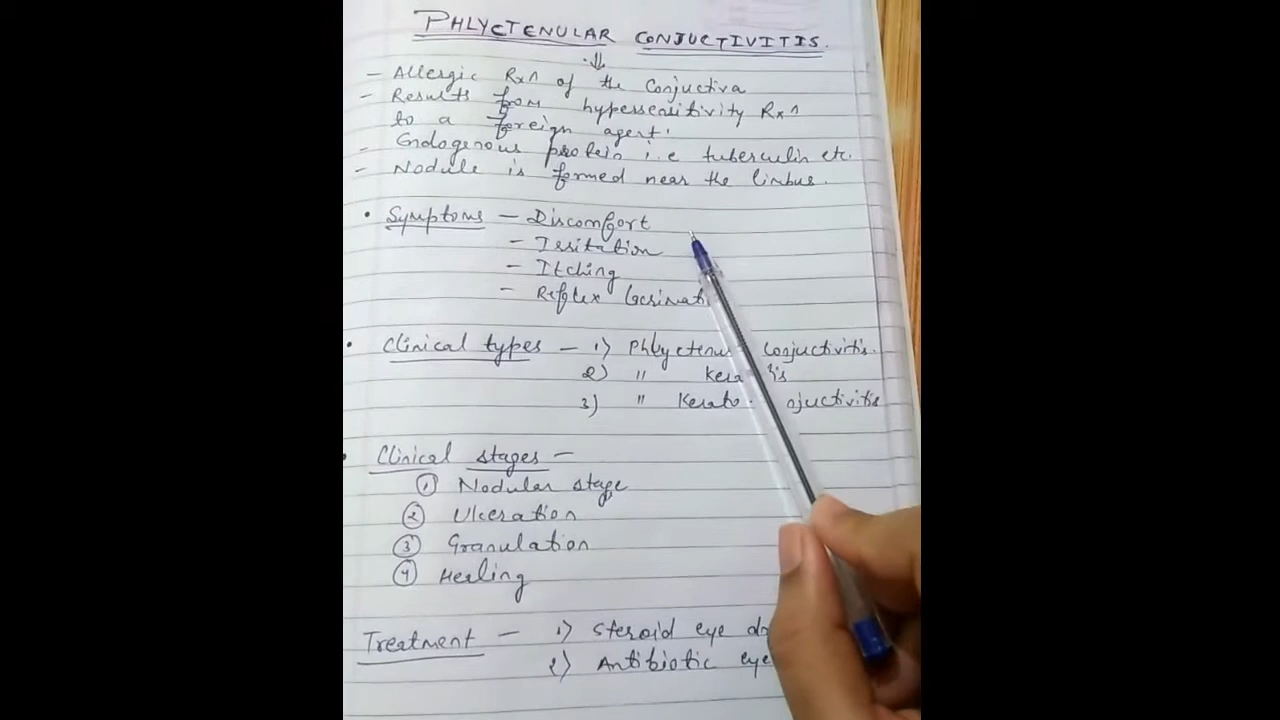 PHLYCTENULAR CONJUCTIVITIS.
- Allergic Rxn of the Conjuctiva
- Results from hypersensitivity Rxn
to a foreign agent.
- Endogenous protein i.e tuberculin etc.
- Nodule is formed near the limbus.
• Symptoms - Discomfort
- Irritation
- Itching
- Reflex lacrimat
• Clinical types - 1) Phlyctenu conjuctivitis.
2) "
3) " Kerato
• Clinical stages -
① Nodular stage
② Ulceration
③ Granulation
④ Healing
Treatment - 1) Steroid eye
2) Antibiotic eye